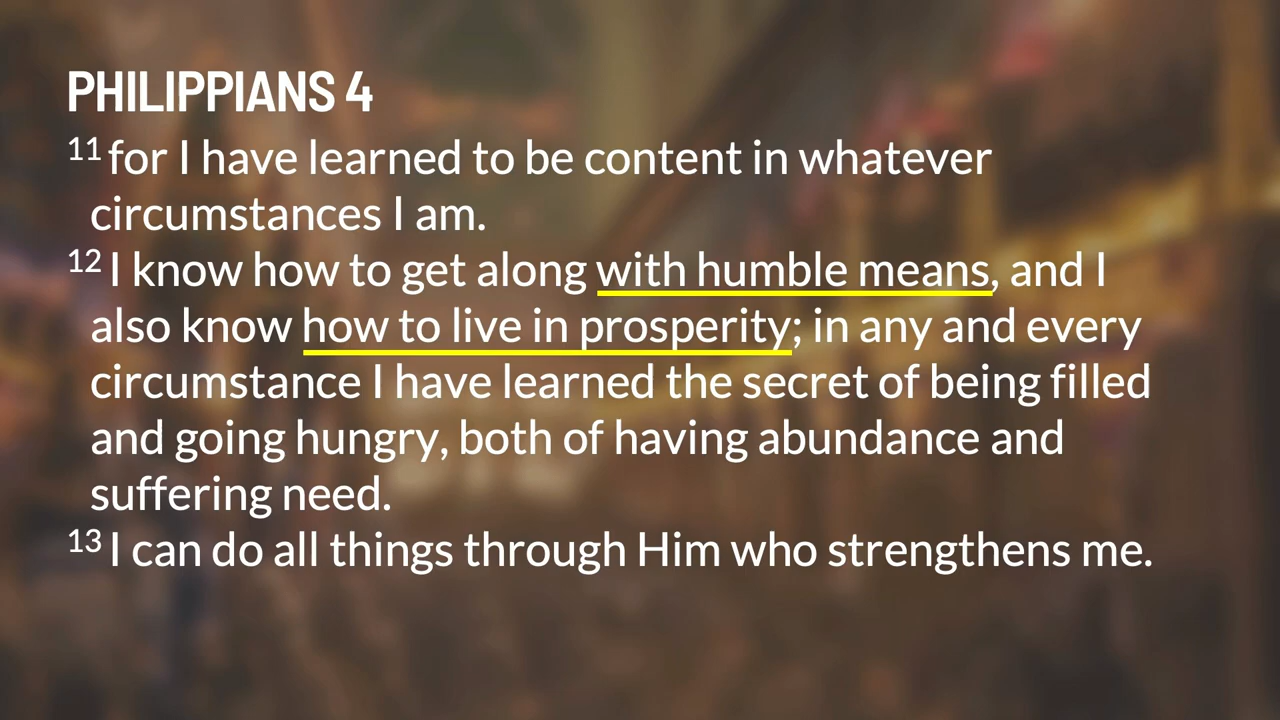 PHILIPPIANS 4
11 for I have learned to be content in whatever
circumstances I am.
12 I know how to get along with humble means, and I
also know how to live in prosperity; in any and every
circumstance I have learned the secret of being filled
and going hungry, both of having abundance and
suffering need.
13 I can do all things through Him who strengthens me.